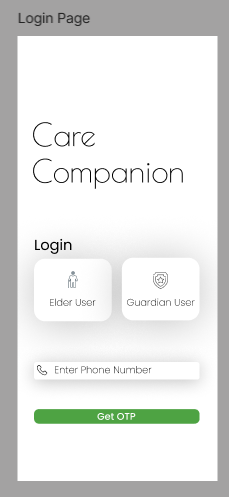 Login Page
Care
Companion
Login
Elder User
Guardian User
Enter Phone Number
Get OTP